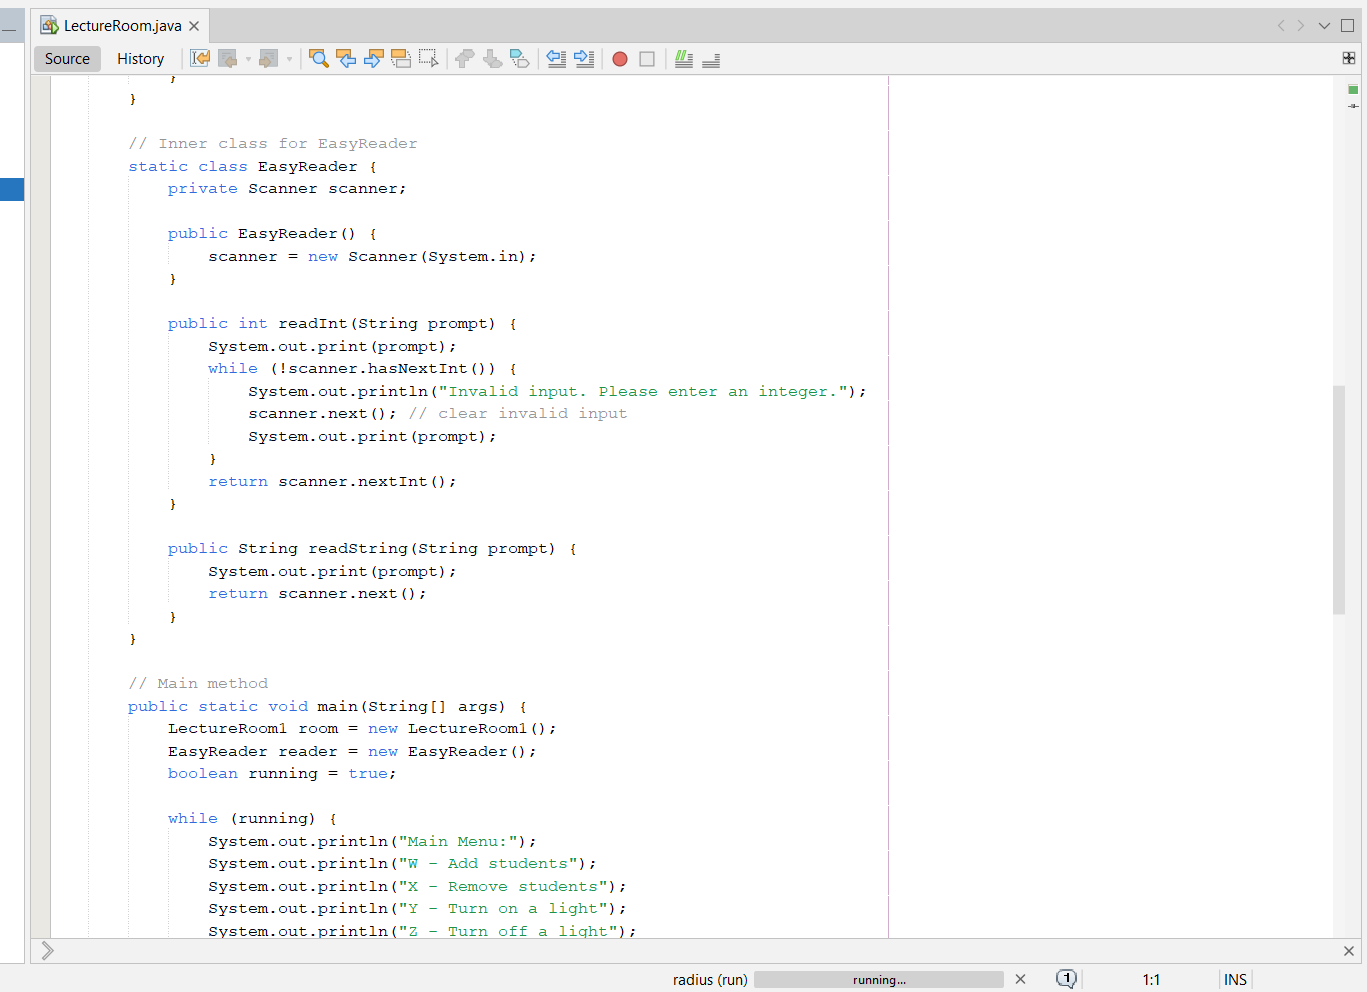 LectureRoom.java
Source History
}
}
// Inner class for EasyReader
static class EasyReader {
private Scanner scanner;
public EasyReader() {
scanner = new Scanner(System.in);
}
public int readInt(String prompt) {
System.out.print(prompt);
while (!scanner.hasNextInt()) {
System.out.println("Invalid input. Please enter an integer.");
scanner.next(); // clear invalid input
System.out.print(prompt);
}
return scanner.nextInt();
}
public String readString(String prompt) {
System.out.print(prompt);
return scanner.next();
}
}
// Main method
public static void main(String[] args) {
LectureRoom1 room = new LectureRoom1();
EasyReader reader = new EasyReader();
boolean running = true;
while (running) {
System.out.println("Main Menu:");
System.out.println("W - Add students");
System.out.println("X - Remove students");
System.out.println("Y - Turn on a light");
System.out.println("Z - Turn off a light");
radius (run) running... 1 1:1 INS